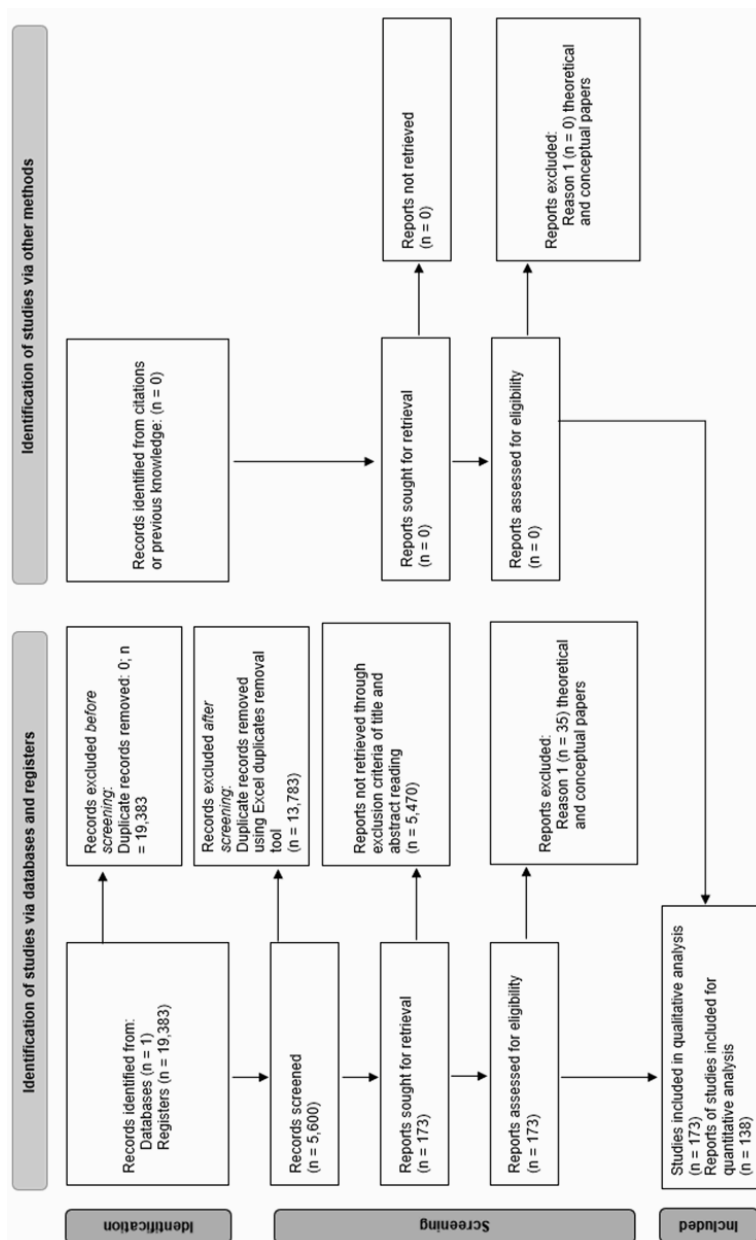 Identification of studies via databases and registers
Identification of studies via other methods
Identification
Records identified from:
Databases (n = 1)
Registers (n = 19,383)
Records excluded before
screening:
Duplicate records removed: 0; n
= 19,383
Records identified from citations
or previous knowledge: (n = 0)
Screening
Records screened
(n = 5,600)
Records excluded after
screening:
Duplicate records removed
using Excel duplicates removal
tool
(n = 13,783)
Reports sought for retrieval
(n = 173)
Reports not retrieved through
exclusion criteria of title and
abstract reading
(n = 5,470)
Reports sought for retrieval
(n = 0)
Reports not retrieved
(n = 0)
Reports assessed for eligibility
(n = 173)
Reports excluded:
Reason 1 (n = 35) theoretical
and conceptual papers
Reports assessed for eligibility
(n = 0)
Reports excluded:
Reason 1 (n = 0) theoretical
and conceptual papers
Included
Studies included in qualitative analysis
(n = 173)
Reports of studies included for
quantitative analysis
(n = 138)